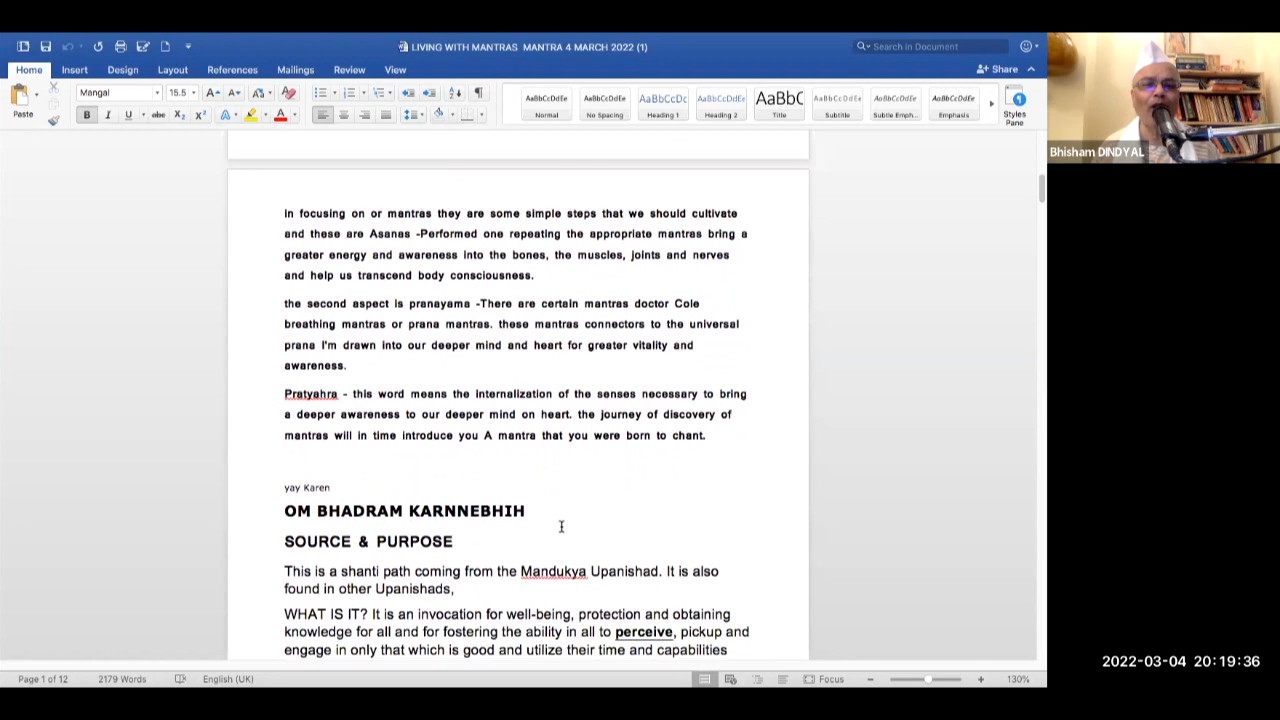 LIVING WITH MANTRAS MANTRA 4 MARCH 2022 (1)
Search in Document
Home Insert Design Layout References Mailings Review View
Share
Paste
Mangal 15.5
AaBbCcDdEe AaBbCcDdEe AaBbCcDc AaBbCcDdEe AaBbC AaBbCcDdEe AaBbCcDdEe AaBbCcDdEe
Normal No Spacing Heading 1 Heading 2 Title Subtitle Subtle Emph... Emphasis
Styles
Pane
Bhisham DINDYAL
in focusing on or mantras they are some simple steps that we should cultivate
and these are Asanas -Performed one repeating the appropriate mantras bring a
greater energy and awareness into the bones, the muscles, joints and nerves
and help us transcend body consciousness.
the second aspect is pranayama -There are certain mantras doctor Cole
breathing mantras or prana mantras. these mantras connectors to the universal
prana I'm drawn into our deeper mind and heart for greater vitality and
awareness.
Pratyahra - this word means the internalization of the senses necessary to bring
a deeper awareness to our deeper mind on heart. the journey of discovery of
mantras will in time introduce you A mantra that you were born to chant.
yay Karen
OM BHADRAM KARNNEBHIH
SOURCE & PURPOSE
This is a shanti path coming from the Mandukya Upanishad. It is also
found in other Upanishads,
WHAT IS IT? It is an invocation for well-being, protection and obtaining
knowledge for all and for fostering the ability in all to perceive, pickup and
engage in only that which is good and utilize their time and capabilities
2022-03-04 20:19:36
Page 1 of 12 2179 Words English (UK) Focus 130%